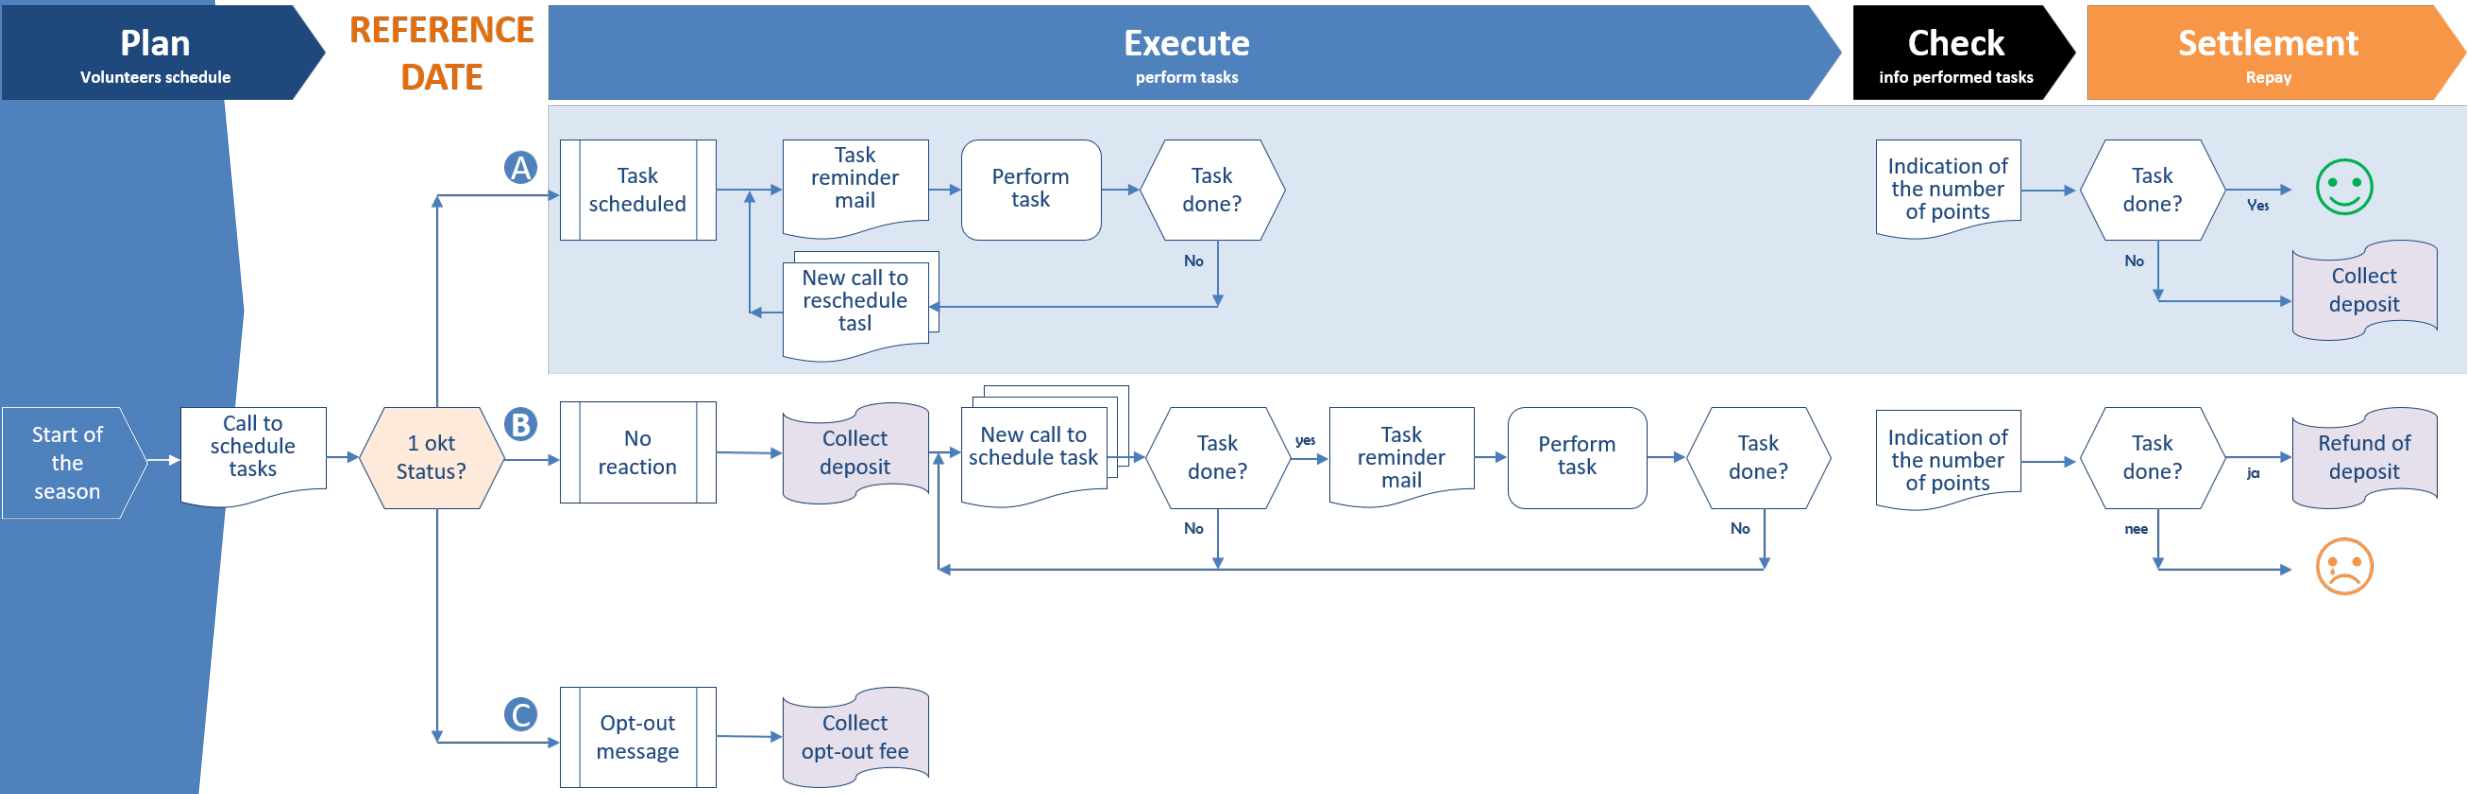 Plan
Volunteers schedule
REFERENCE
DATE
Execute
perform tasks
Check
info performed tasks
Settlement
Repay
A
Task
scheduled
Task
reminder
mail
Perform
task
Task
done?
No
New call to
reschedule
tasl
Indication of
the number
of points
Task
done?
Yes
No
Collect
deposit
Start of
the
season
Call to
schedule
tasks
1 okt
Status?
B
No
reaction
Collect
deposit
New call to
schedule task
Task
done?
yes
No
Task
reminder
mail
Perform
task
Task
done?
No
Indication of
the number
of points
Task
done?
ja
nee
Refund of
deposit
C
Opt-out
message
Collect
opt-out fee